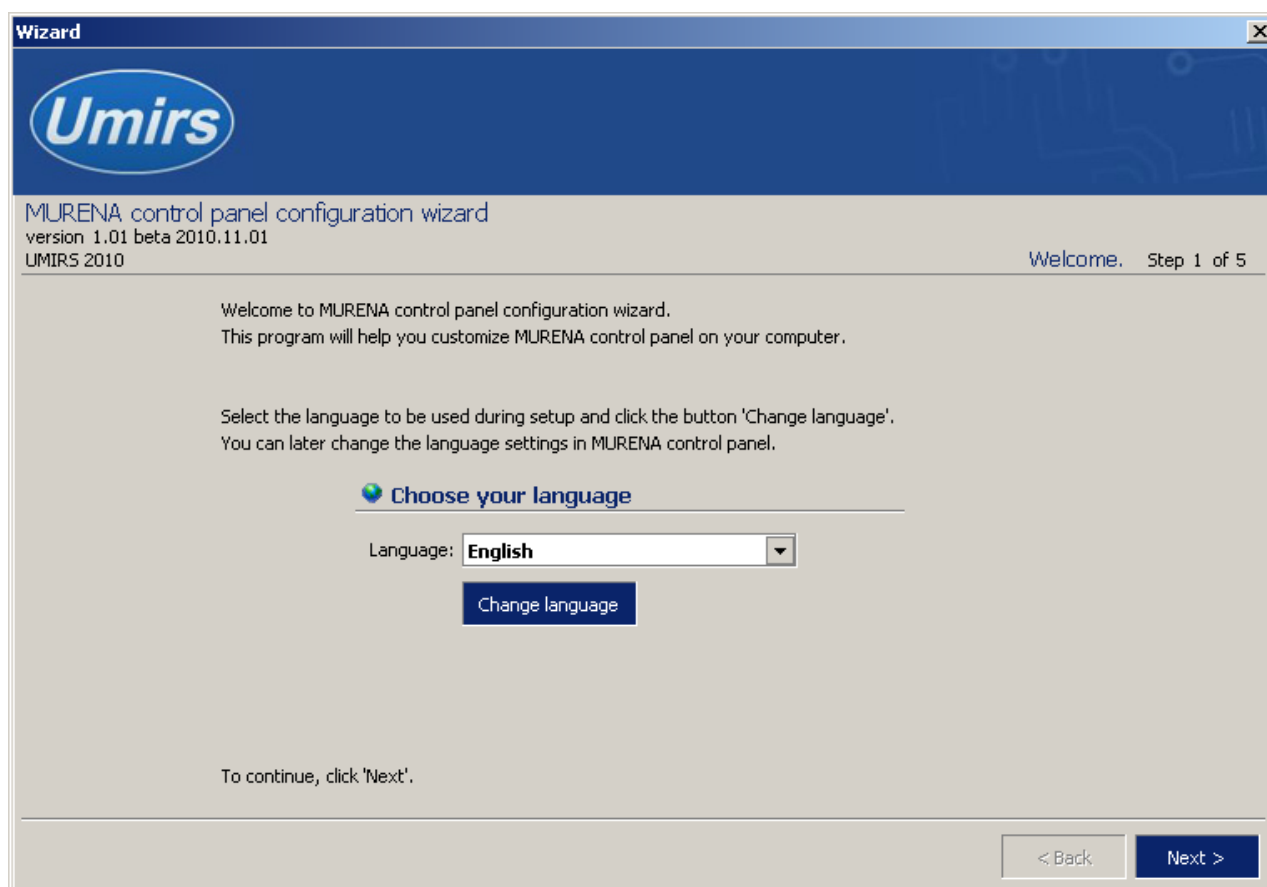 Wizard
Umirs
MURENA control panel configuration wizard
version 1.01 beta 2010.11.01
UMIRS 2010
Welcome. Step 1 of 5
Welcome to MURENA control panel configuration wizard.
This program will help you customize MURENA control panel on your computer.
Select the language to be used during setup and click the button 'Change language'.
You can later change the language settings in MURENA control panel.
Choose your language
Language: English
Change language
To continue, click 'Next'.
< Back Next >